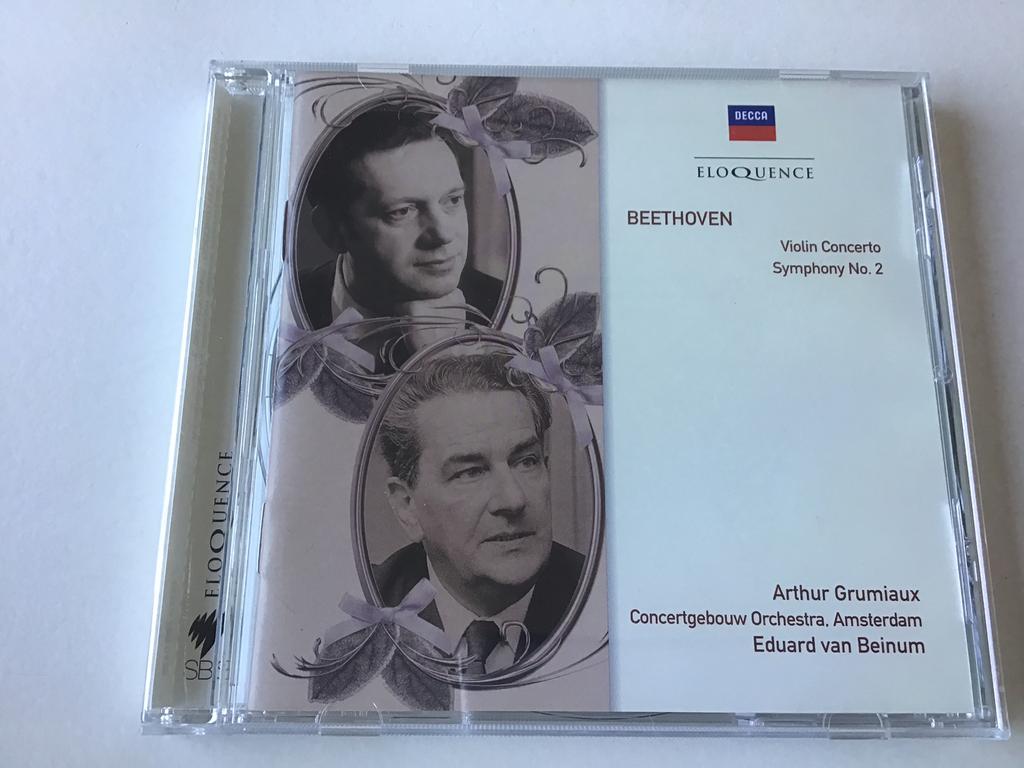 DECCA
ELOQUENCE
BEETHOVEN
Violin Concerto
Symphony No. 2
Arthur Grumiaux
Concertgebouw Orchestra, Amsterdam
Eduard van Beinum
ELOQUENCE